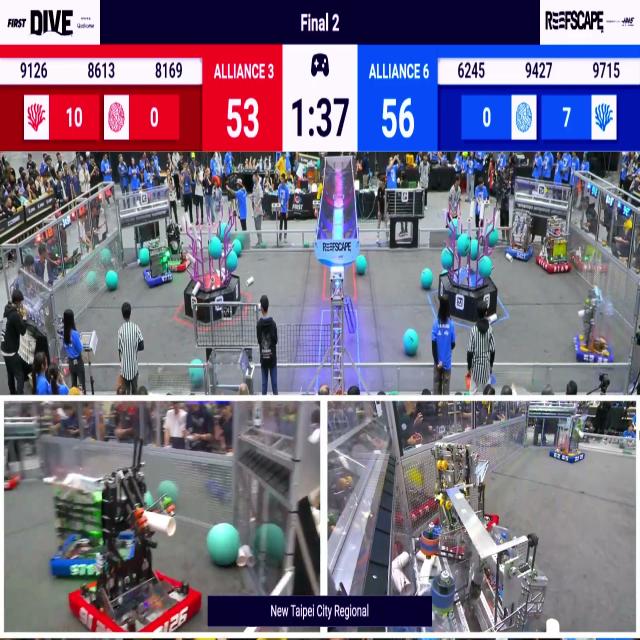 FIRST DIVE
Qualcomm
Final 2
REEFSCAPE
9126 8613 8169
ALLIANCE 3
ALLIANCE 6
6245 9427 9715
10 0
53
1:37
56
0 7
REEFSCAPE
New Taipei City Regional